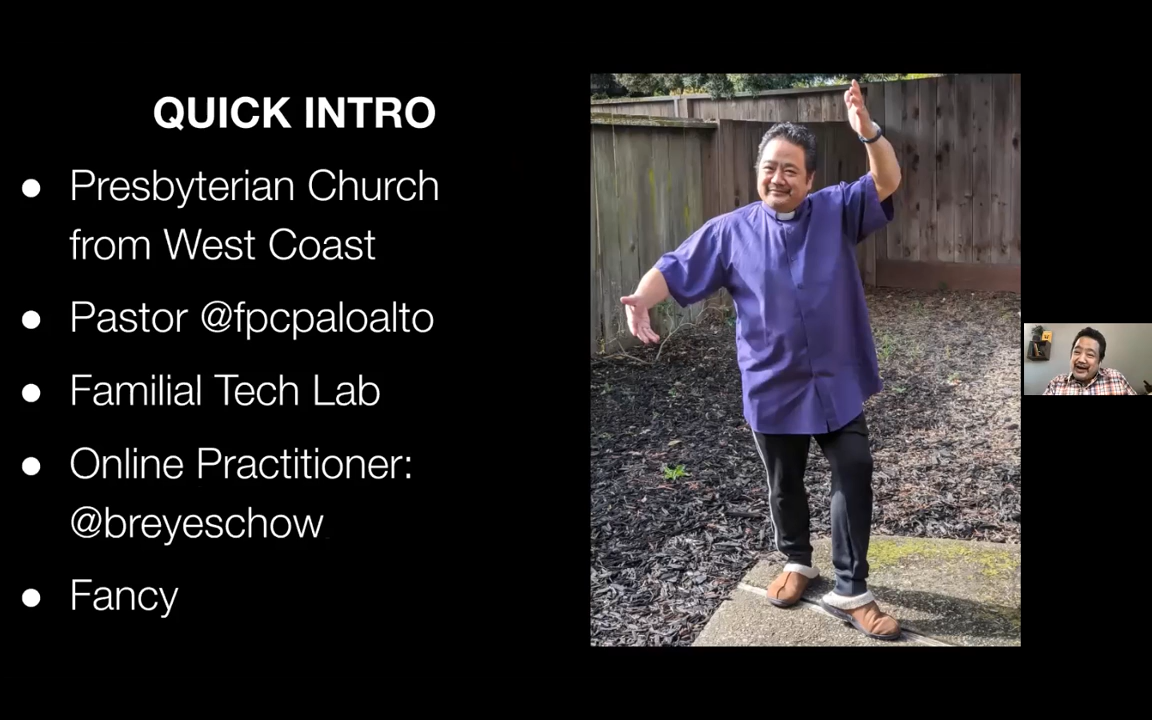 QUICK INTRO
● Presbyterian Church
from West Coast
● Pastor @fpcpaloalto
● Familial Tech Lab
● Online Practitioner:
@breyeschow
● Fancy